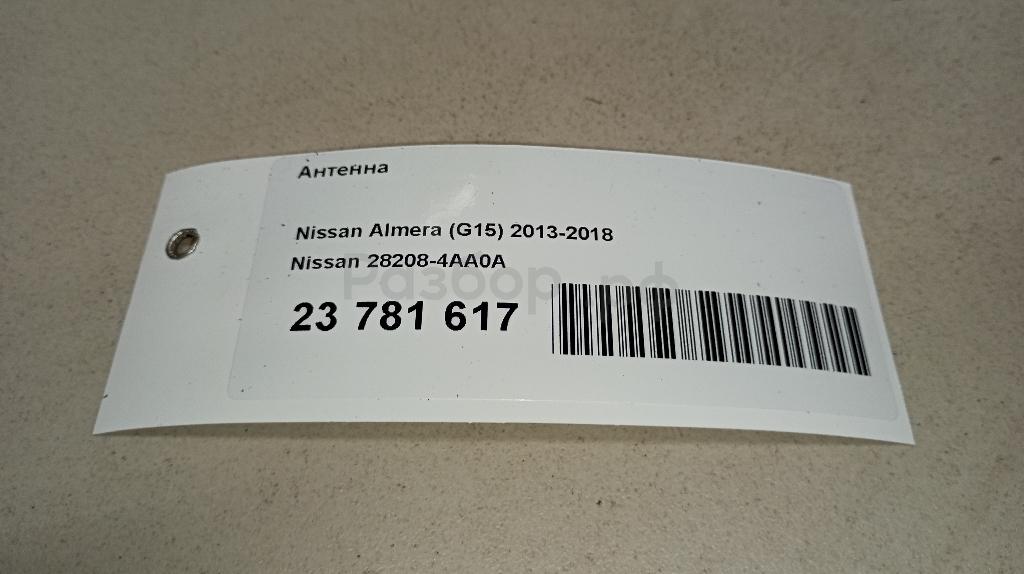 Антенна
Nissan Almera (G15) 2013-2018
Nissan 28208-4AA0A
Разбор.рф
23 781 617